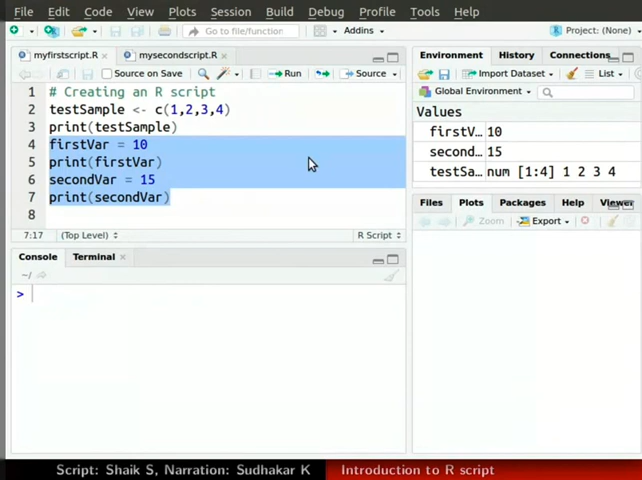 File Edit Code View Plots Session Build Debug Profile Tools Help
Go to file/function Addins Project: (None)
myfirstscript.R × mysecondscript.R ×
Source on Save Run Source
1 # Creating an R script
2 testSample <- c(1,2,3,4)
3 print(testSample)
4 firstVar = 10
5 print(firstVar)
6 secondVar = 15
7 print(secondVar)
8
7:17 (Top Level) R Script
Console Terminal ×
~/
>
Environment History Connections
Import Dataset List
Global Environment
Values
firstV… 10
second… 15
testSa… num [1:4] 1 2 3 4
Files Plots Packages Help Viewer
Zoom Export
Script: Shaik S, Narration: Sudhakar K Introduction to R script